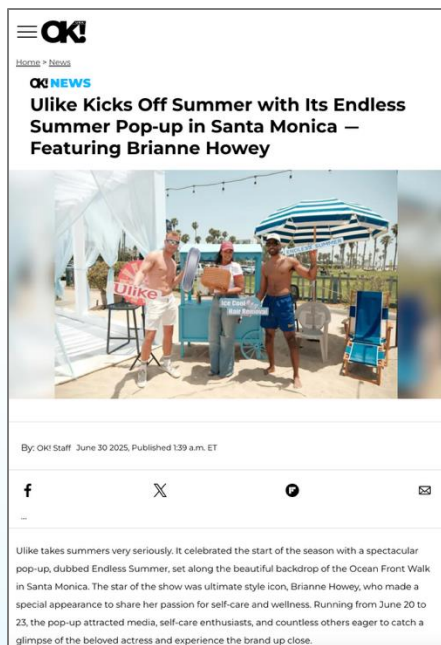 OK!
Home > News
OK! NEWS
Ulike Kicks Off Summer with Its Endless
Summer Pop-up in Santa Monica —
Featuring Brianne Howey
ENDLESS SUMMER
Ulike
Ice Cool
Hair Removal
By: OK! Staff June 30 2025, Published 1:39 a.m. ET
...
Ulike takes summers very seriously. It celebrated the start of the season with a spectacular
pop-up, dubbed Endless Summer, set along the beautiful backdrop of the Ocean Front Walk
in Santa Monica. The star of the show was ultimate style icon, Brianne Howey, who made a
special appearance to share her passion for self-care and wellness. Running from June 20 to
23, the pop-up attracted media, self-care enthusiasts, and countless others eager to catch a
glimpse of the beloved actress and experience the brand up close.